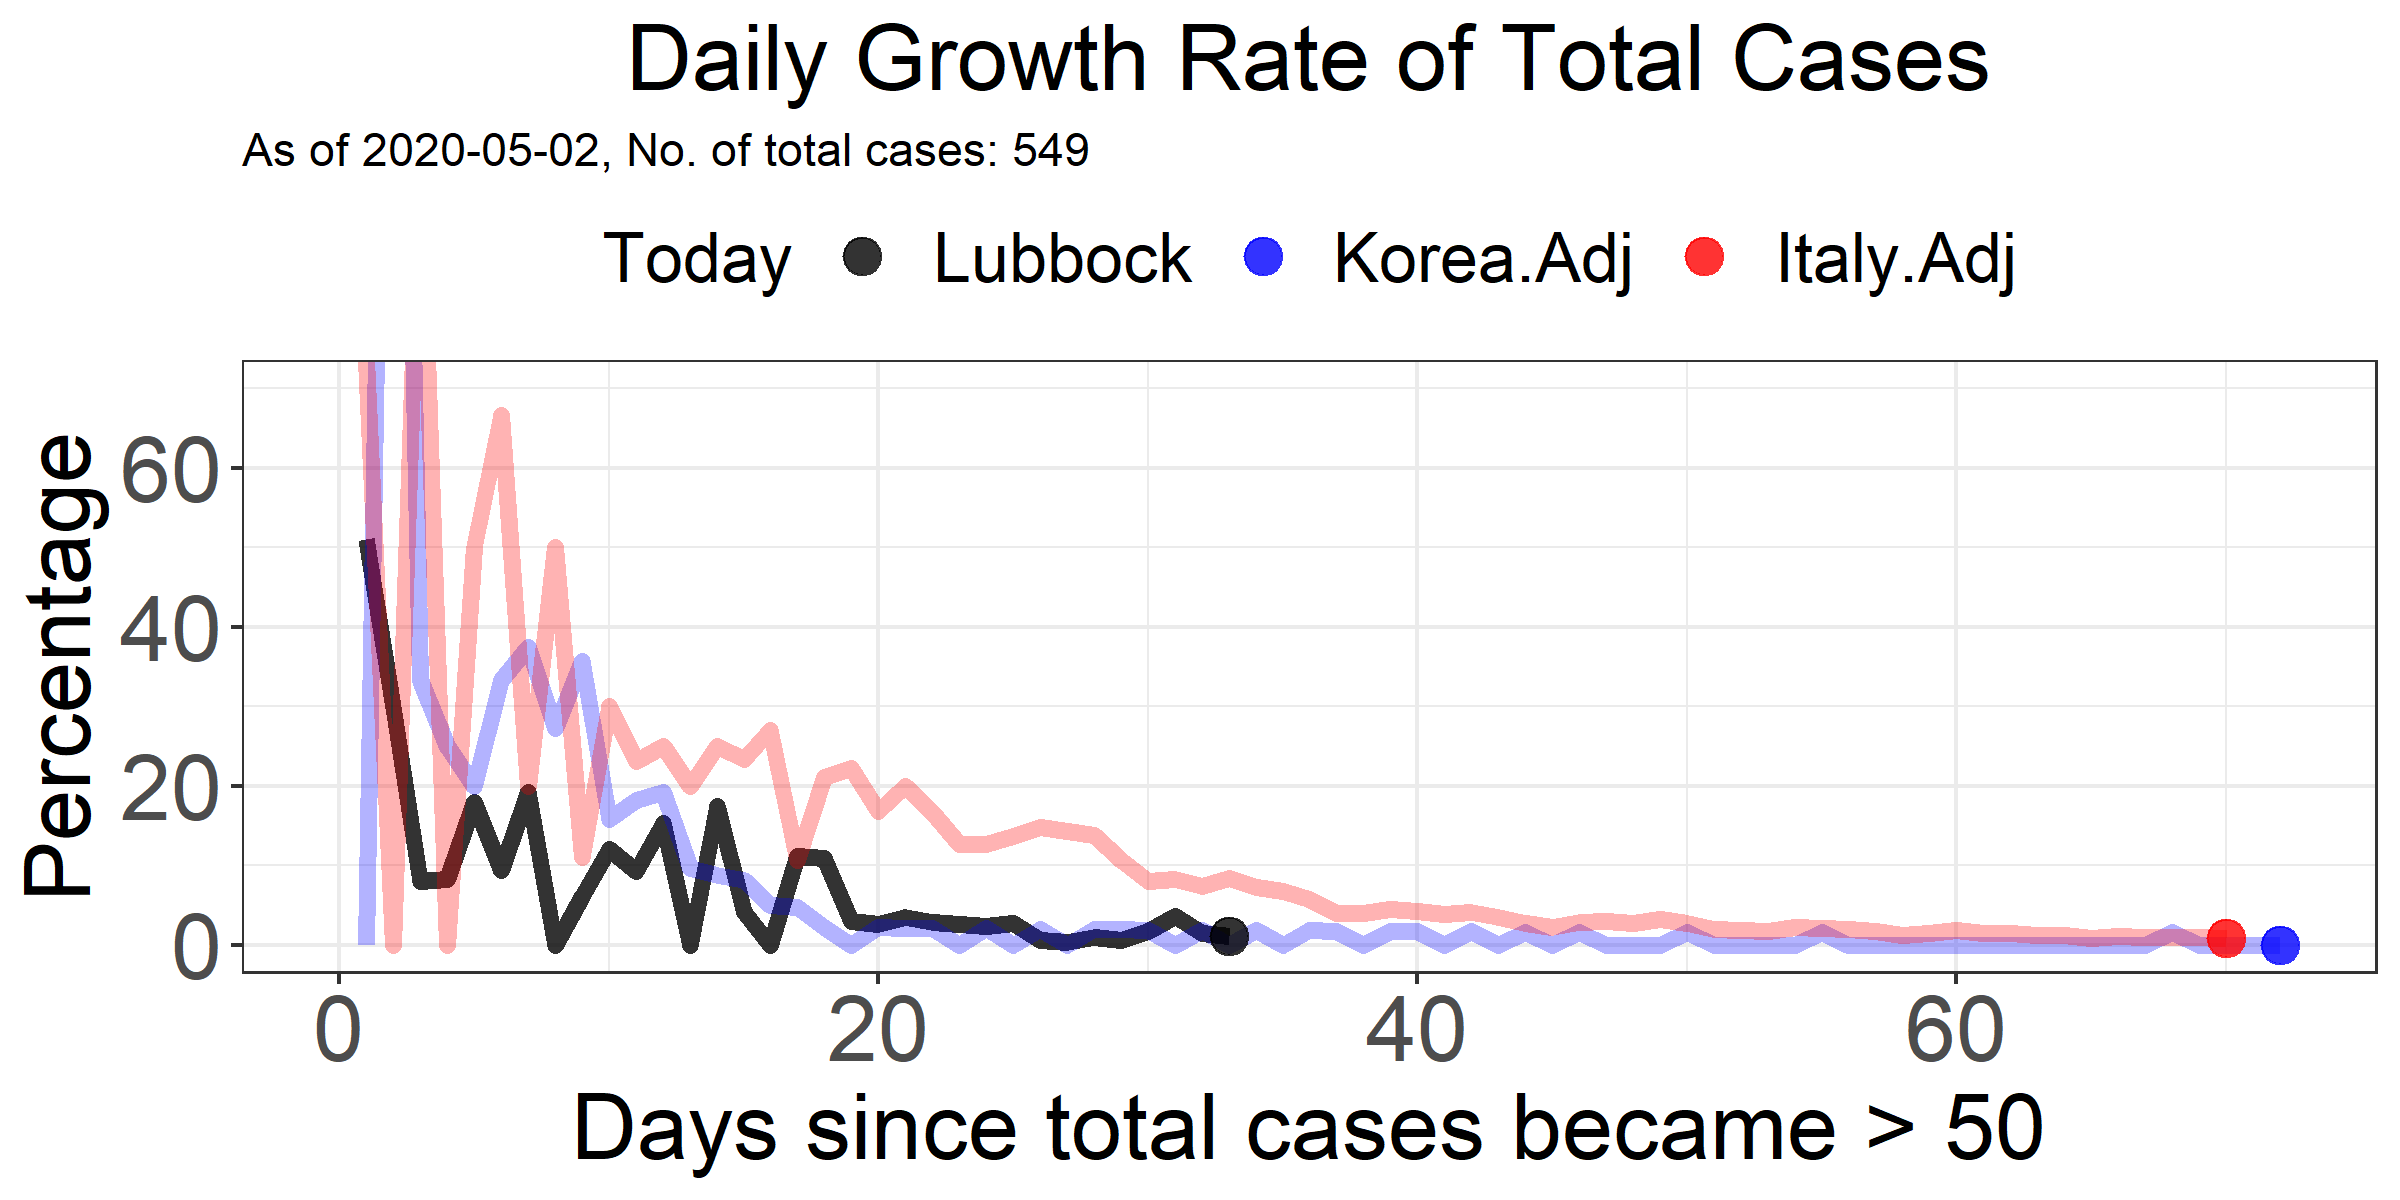 Daily Growth Rate of Total Cases
As of 2020-05-02, No. of total cases: 549
Today Lubbock Korea.Adj Italy.Adj
Percentage
60
40
20
0
0 20 40 60
Days since total cases became > 50